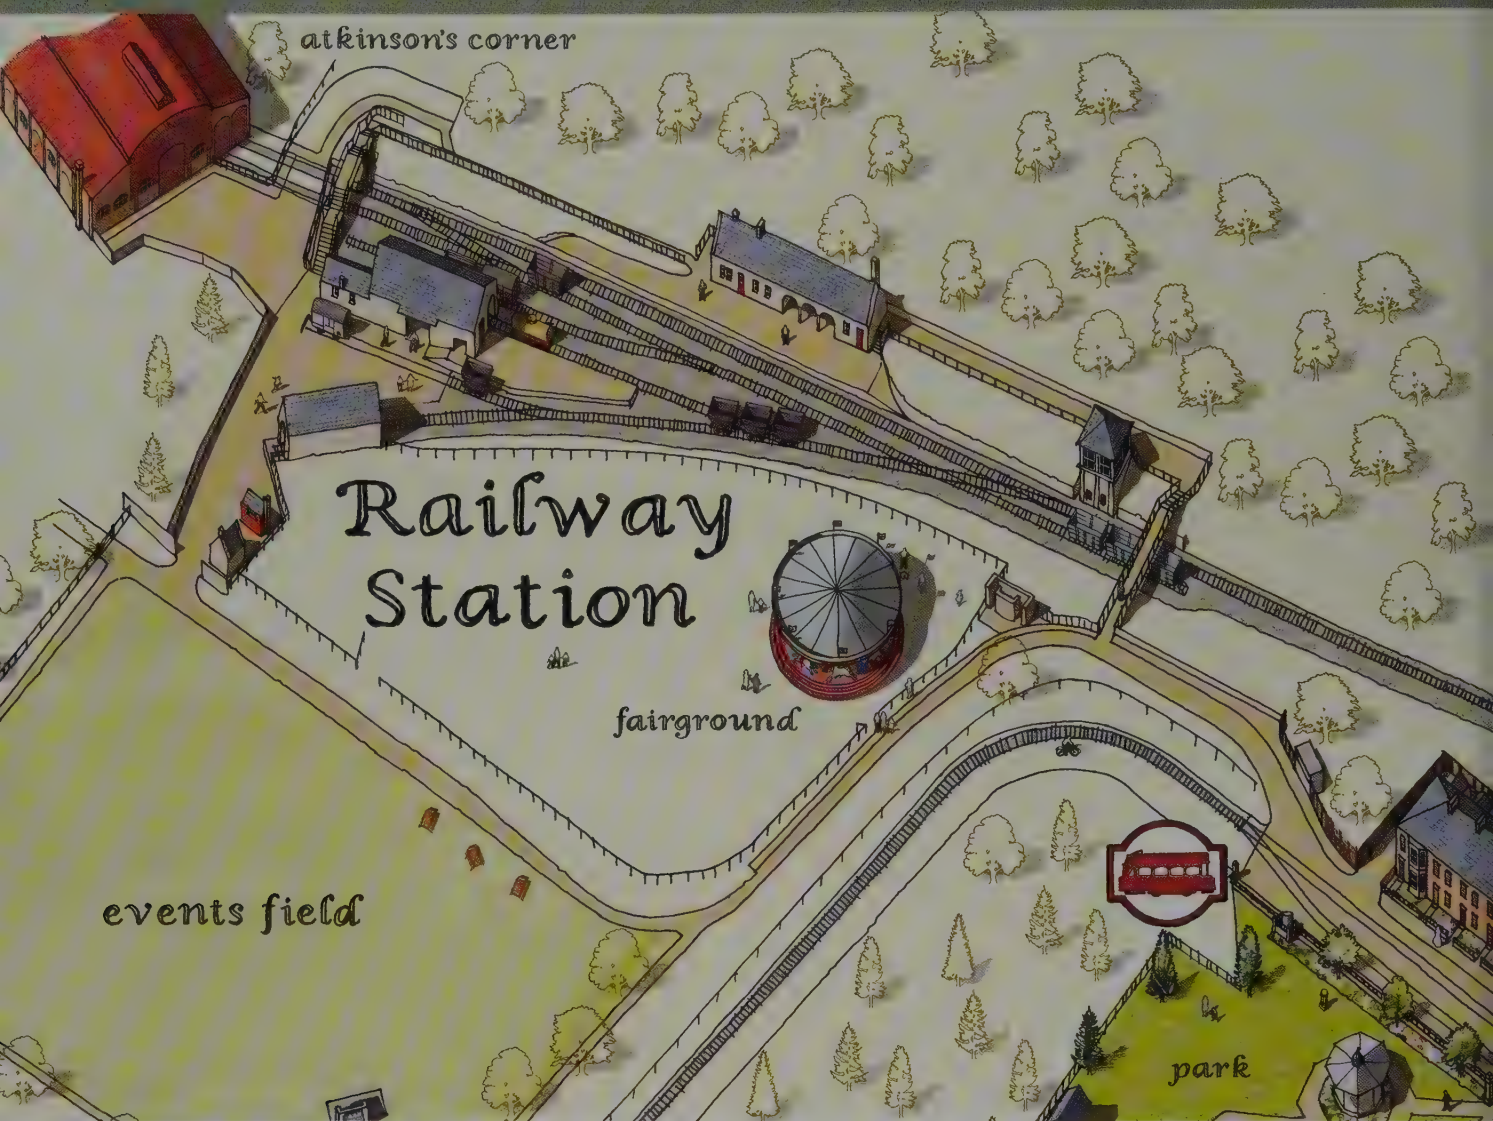 atkinson's corner
Railway
Station
fairground
events field
park